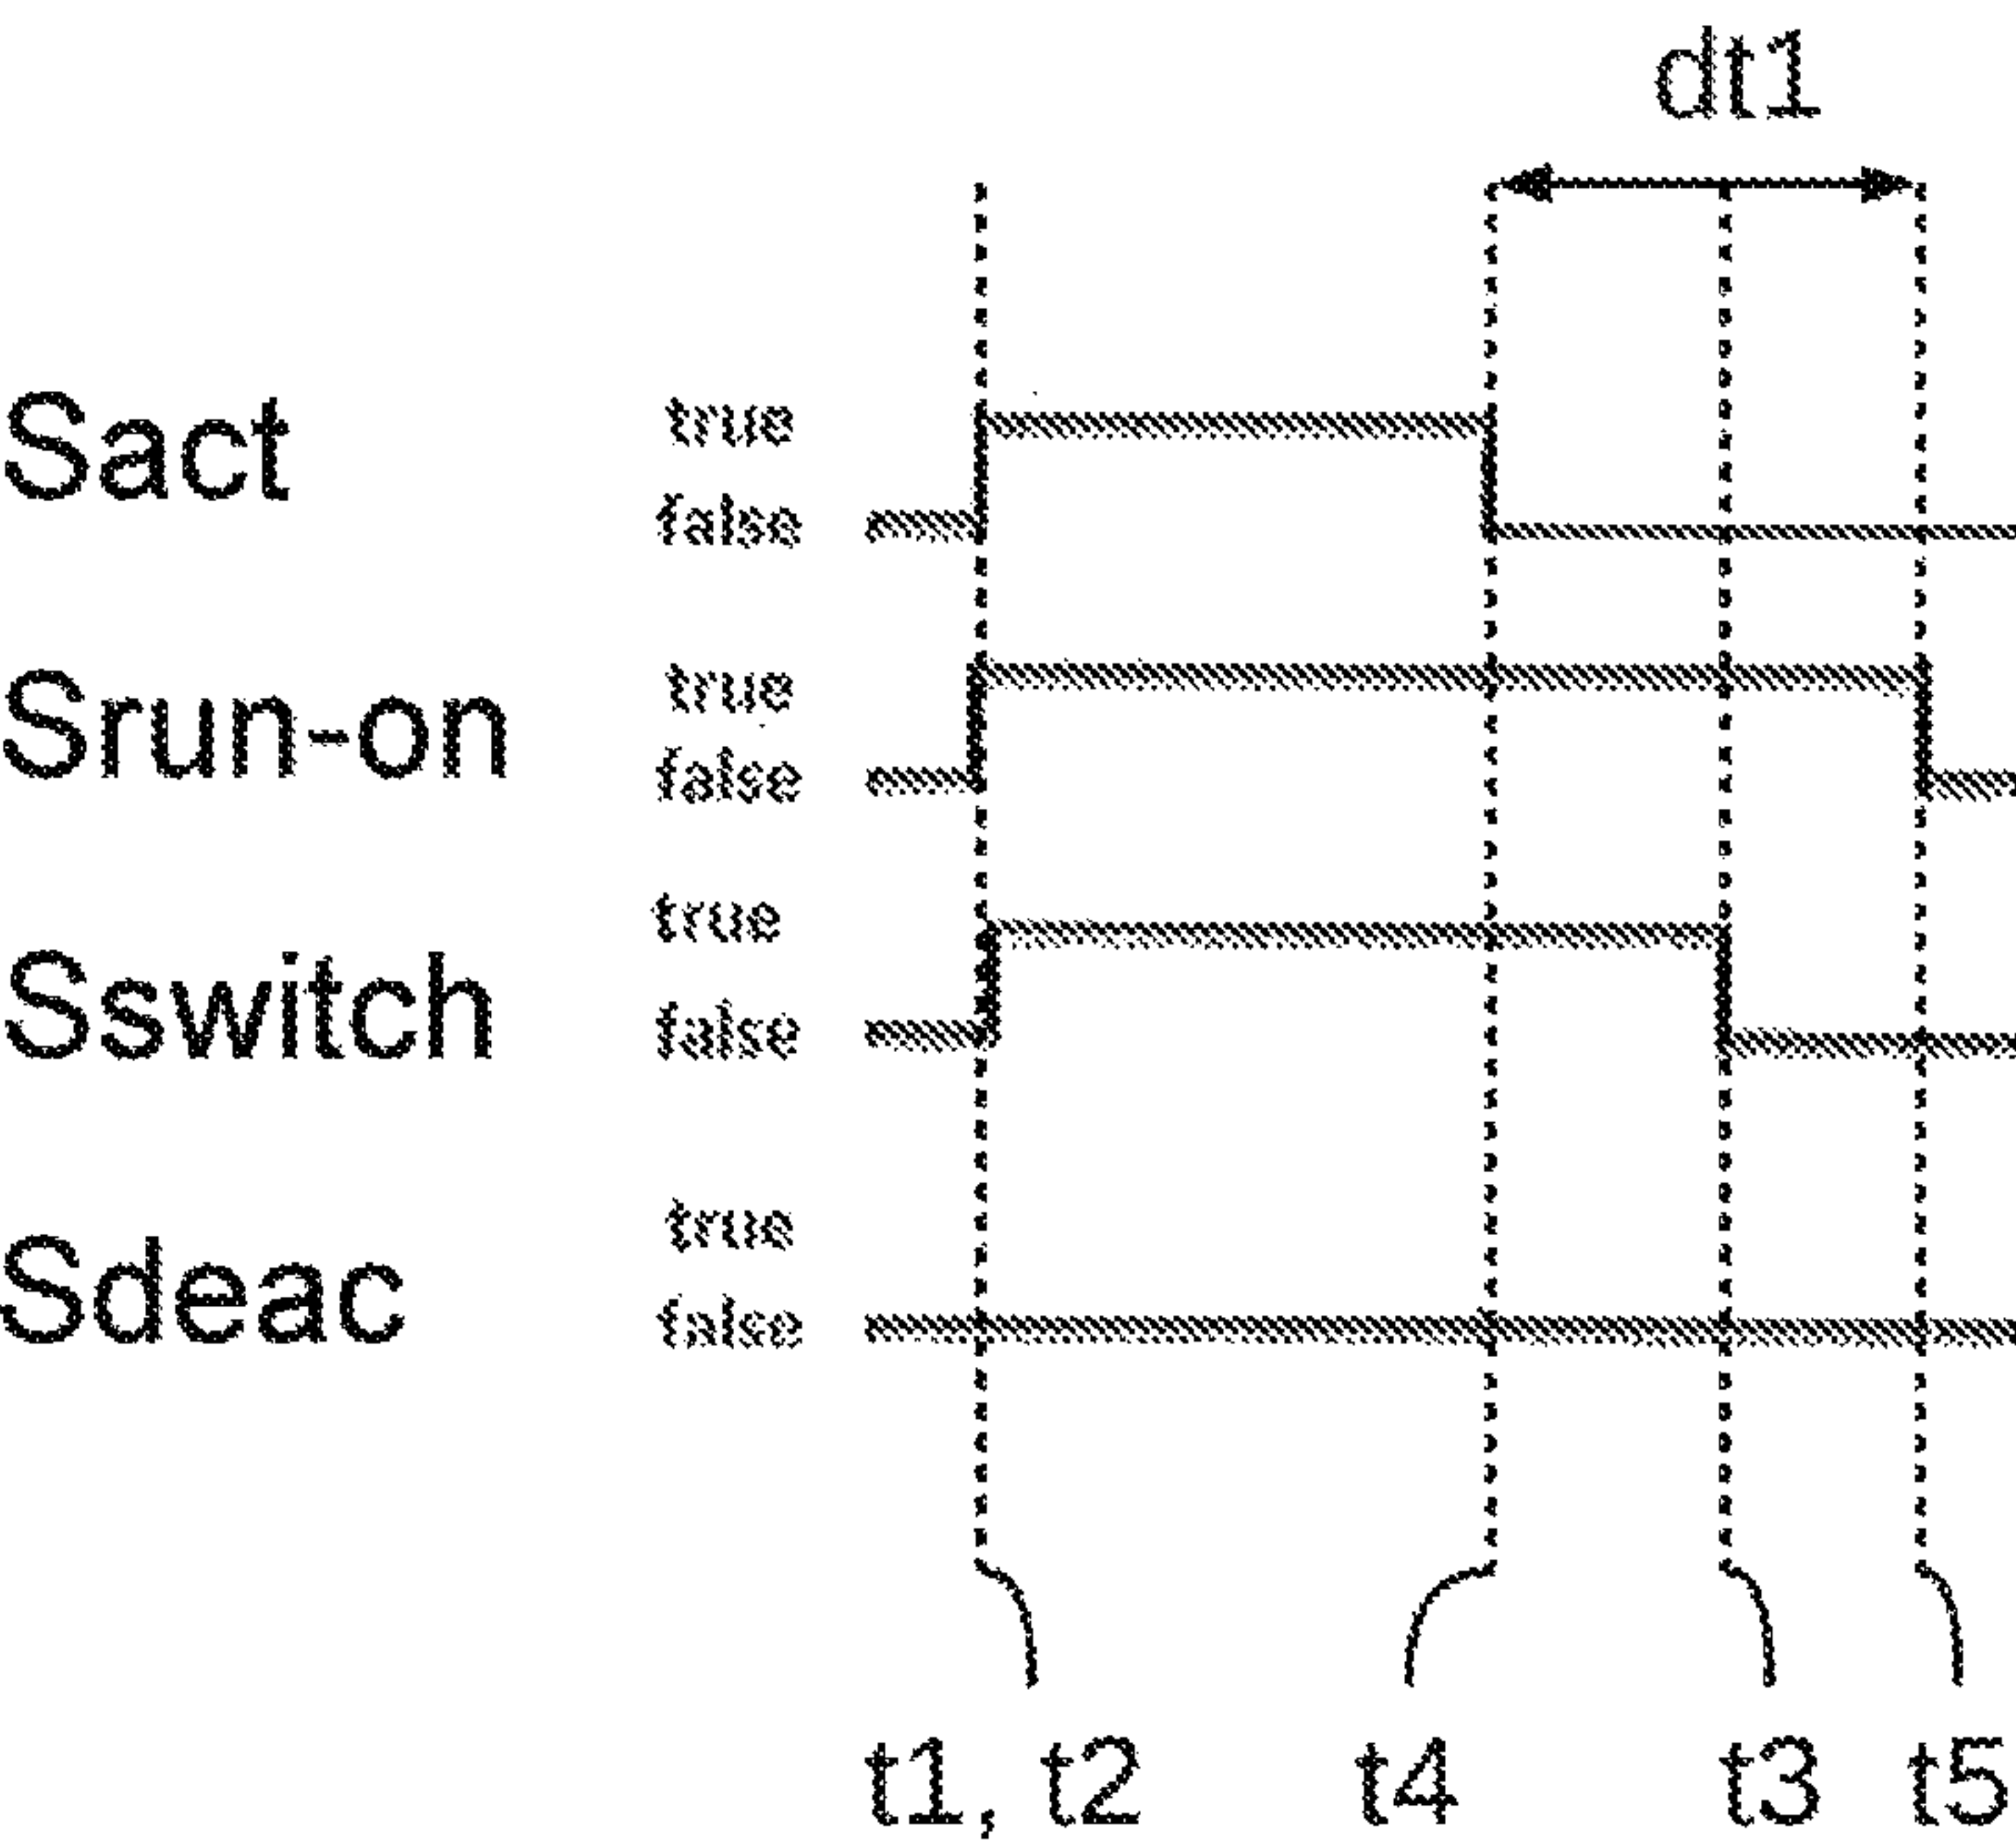 dt1
true
Sact
false
true
Srun-on
false
true
Sswitch
false
true
Sdeac
false
t1, t2 t4 t3 t5